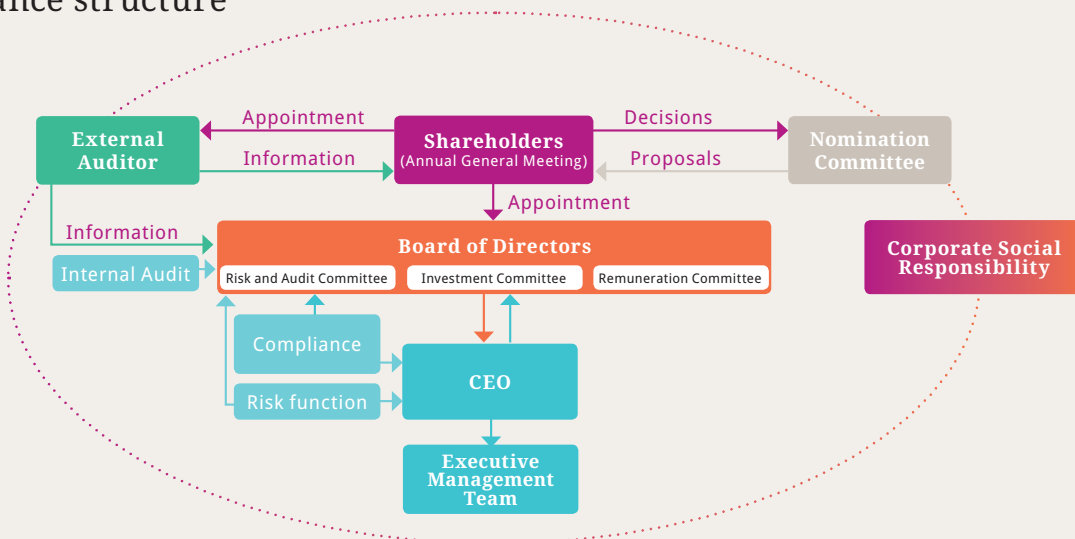 structure
Appointment
Decisions
External
Auditor
Shareholders
(Annual General Meeting)
Nomination
Committee
Information
Proposals
Appointment
Information
Board of Directors
Corporate Social
Responsibility
Internal Audit
Risk and Audit Committee
Investment Committee
Remuneration Committee
Compliance
CEO
Risk function
Executive
Management
Team